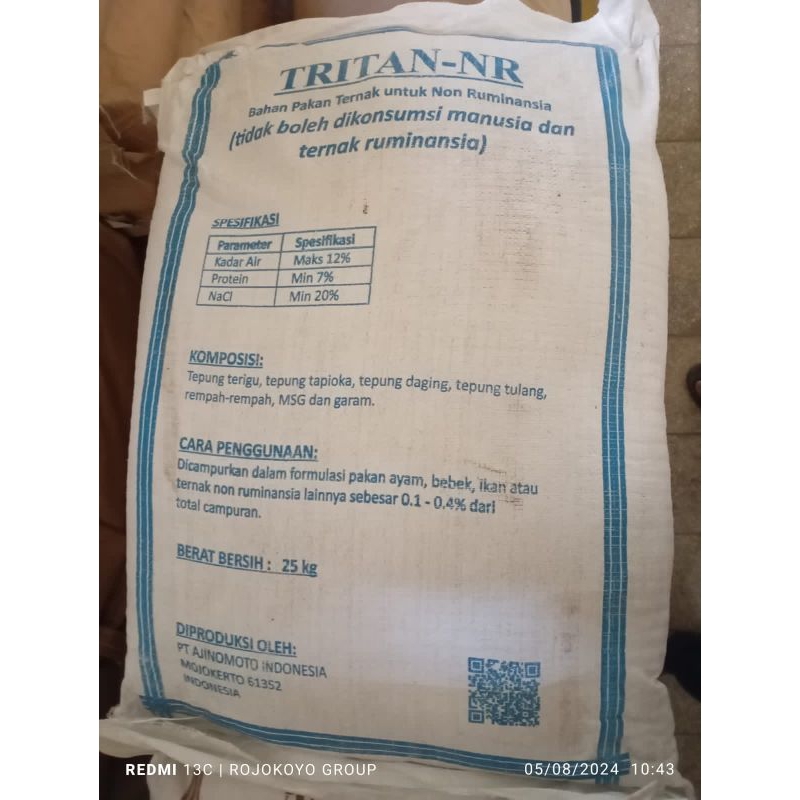 TRITAN-NR
Bahan Pakan Ternak untuk Non Ruminansia
(tidak boleh dikonsumsi manusia dan
ternak ruminansia)
SPESIFIKASI
Parameter Spesifikasi
Kadar Air Maks 12%
Protein Min 7%
NaCl Min 20%
KOMPOSISI:
Tepung terigu, tepung tapioka, tepung daging, tepung tulang,
rempah-rempah, MSG dan garam.
CARA PENGGUNAAN:
Dicampurkan dalam formulasi pakan ayam, bebek, ikan atau
ternak non ruminansia lainnya sebesar 0.1 - 0.4% dari
total campuran.
BERAT BERSIH : 25 kg
DIPRODUKSI OLEH:
PT AJINOMOTO INDONESIA
MOJOKERTO 61352
INDONESIA
REDMI 13C | ROJOKOYO GROUP 05/08/2024 10:43